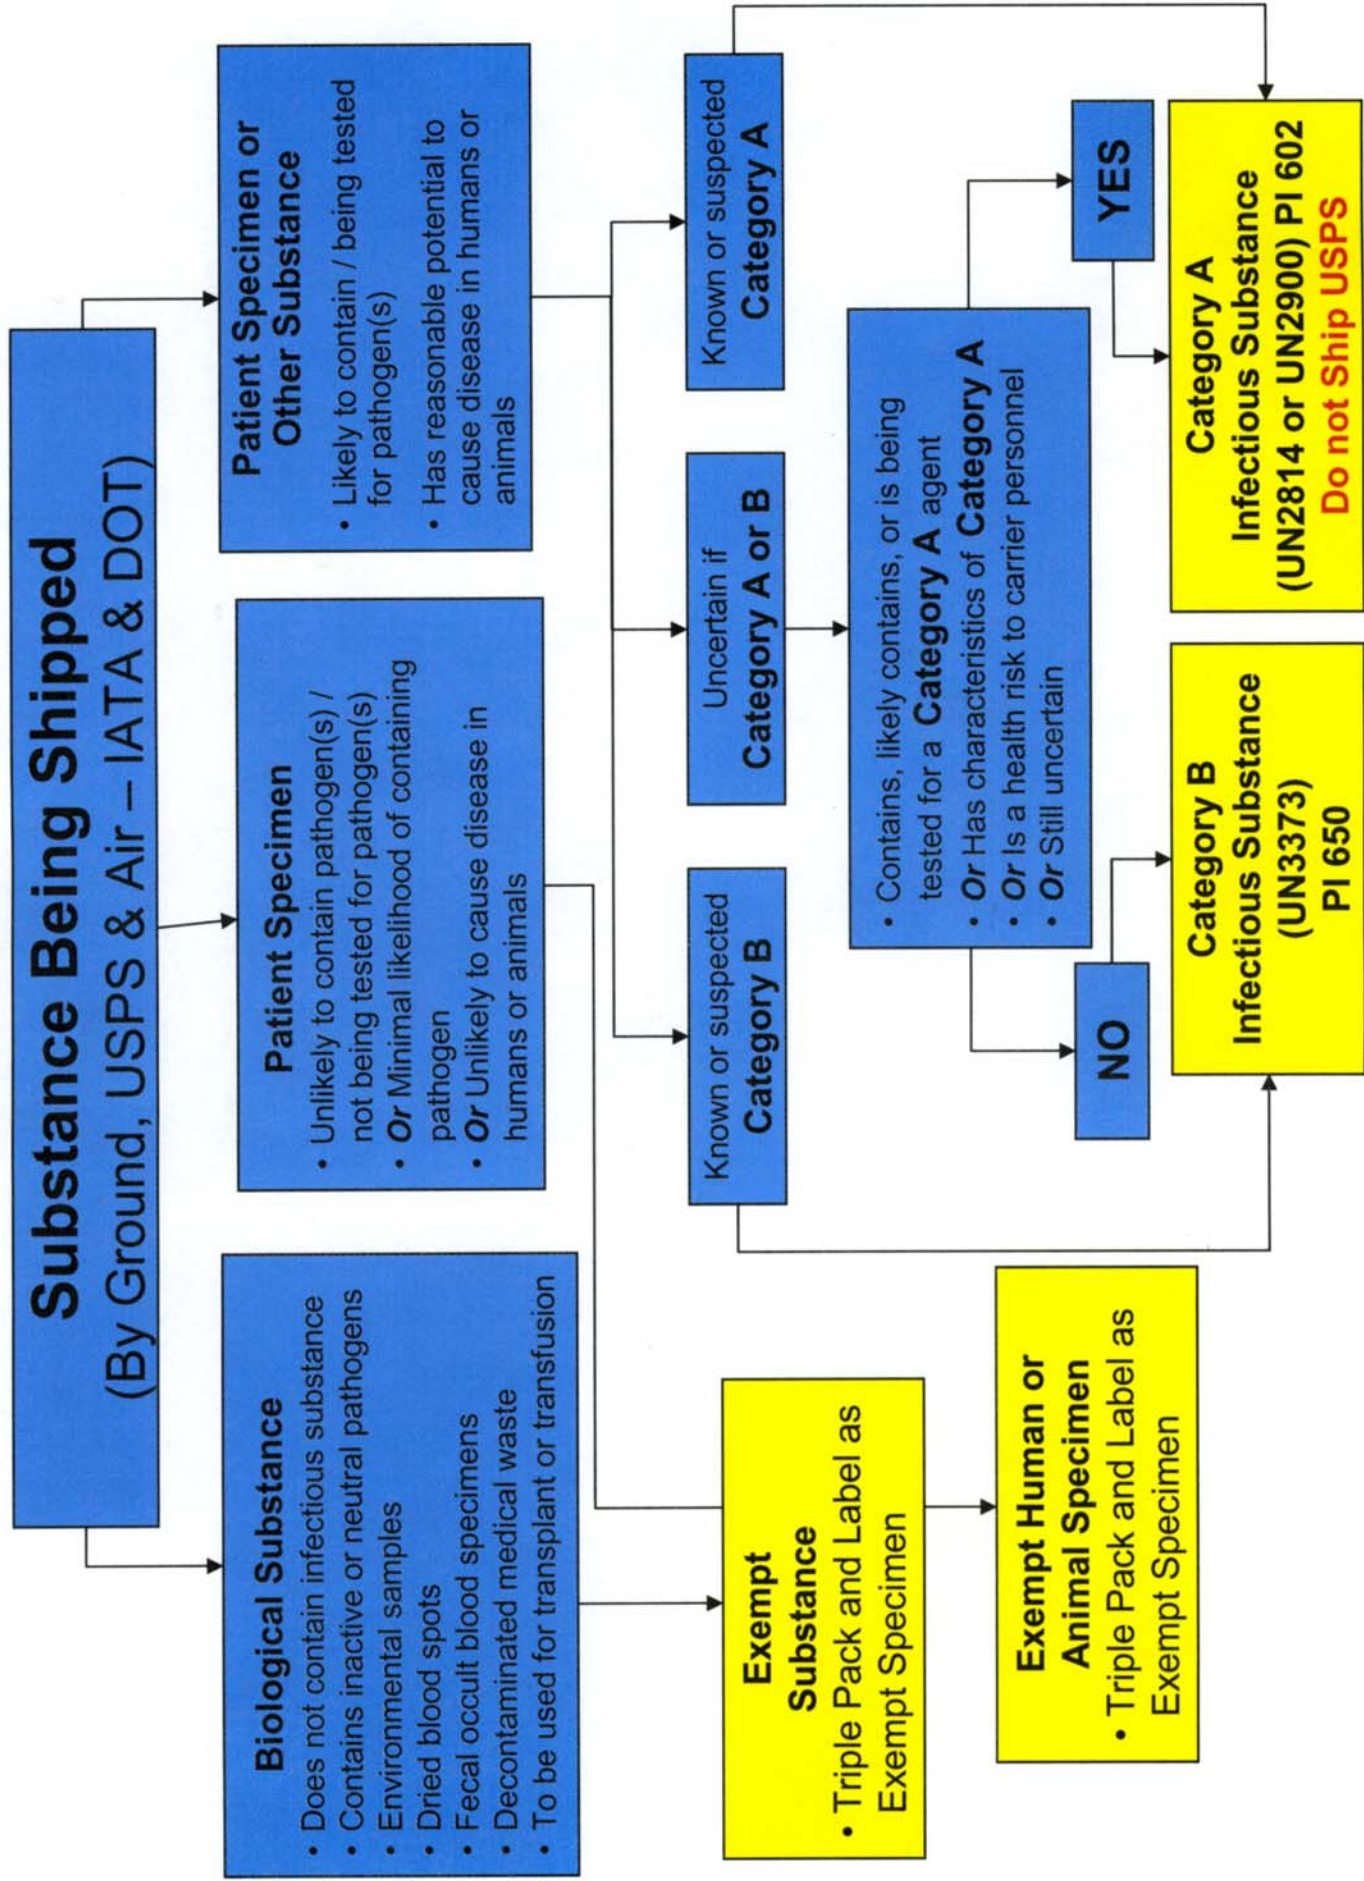 Substance Being Shipped
(By Ground, USPS & Air – IATA & DOT)
Biological Substance
• Does not contain infectious substance
• Contains inactive or neutral pathogens
• Environmental samples
• Dried blood spots
• Fecal occult blood specimens
• Decontaminated medical waste
• To be used for transplant or transfusion
Patient Specimen
• Unlikely to contain pathogen(s) /
not being tested for pathogen(s)
• Or Minimal likelihood of containing
pathogen
• Or Unlikely to cause disease in
humans or animals
Patient Specimen or
Other Substance
• Likely to contain / being tested
for pathogen(s)
• Has reasonable potential to
cause disease in humans or
animals
Exempt
Substance
• Triple Pack and Label as
Exempt Specimen
Exempt Human or
Animal Specimen
• Triple Pack and Label as
Exempt Specimen
Known or suspected
Category B
Uncertain if
Category A or B
Known or suspected
Category A
• Contains, likely contains, or is being
tested for a Category A agent
• Or Has characteristics of Category A
• Or Is a health risk to carrier personnel
• Or Still uncertain
NO
YES
Category B
Infectious Substance
(UN3373)
PI 650
Category A
Infectious Substance
(UN2814 or UN2900) PI 602
Do not Ship USPS